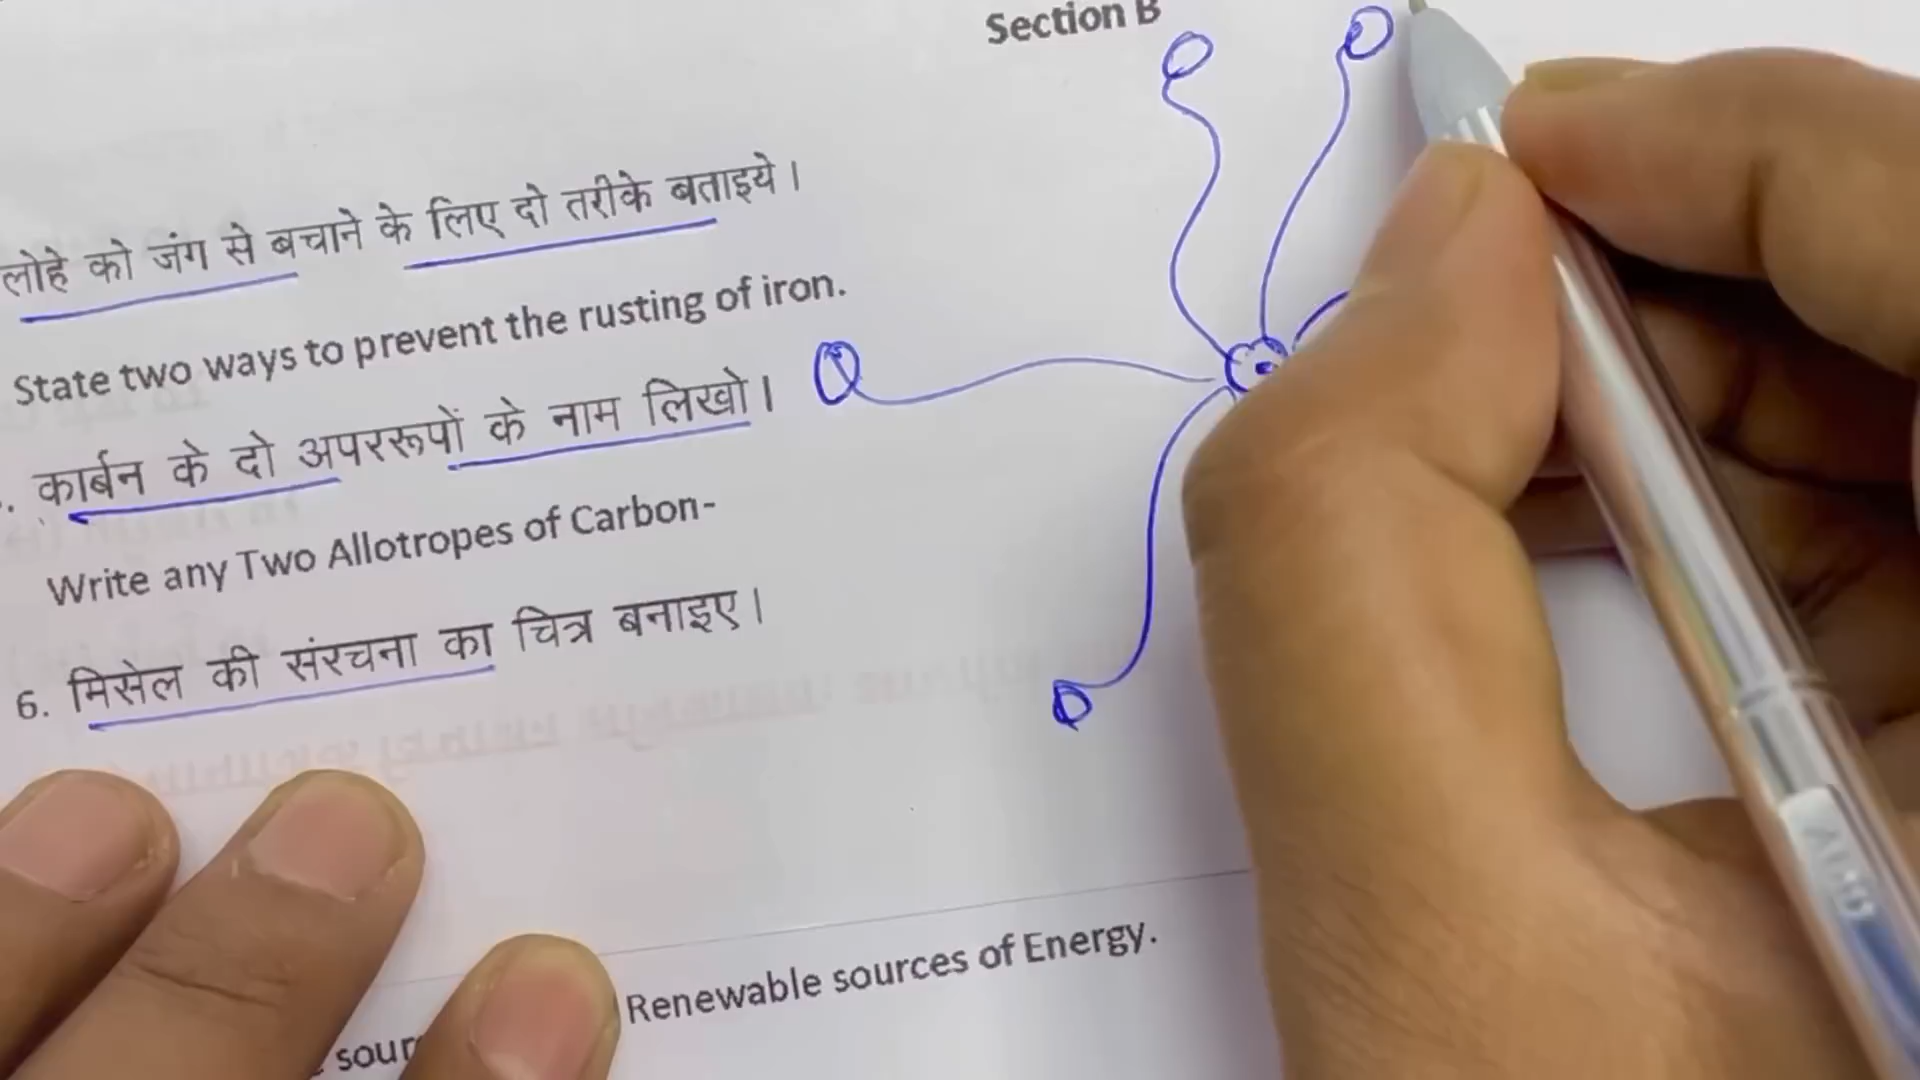 Section B
लोहे को जंग से बचाने के लिए दो तरीके बताइये।
State two ways to prevent the rusting of iron.
. कार्बन के दो अपररूपों के नाम लिखो।
Write any Two Allotropes of Carbon-
6. मिसेल की संरचना का चित्र बनाइए।
Renewable sources of Energy.